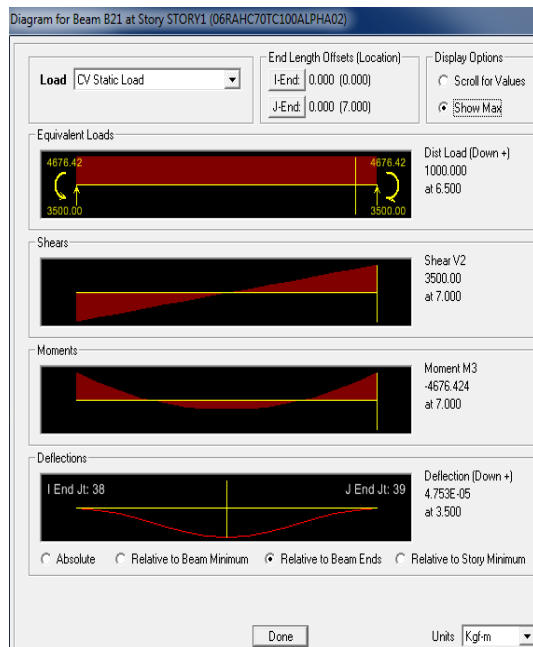 Diagram for Beam B21 at Story STORY1 (06RAHC70TC100ALPHA02)
Load CV Static Load
End Length Offsets (Location)
I-End: 0.000 (0.000)
J-End: 0.000 (7.000)
Display Options
Scroll for Values
Show Max
Equivalent Loads
4676.42 4676.42
3500.00 3500.00
Dist Load (Down +)
1000.000
at 6.500
Shears
Shear V2
3500.00
at 7.000
Moments
Moment M3
-4676.424
at 7.000
Deflections
I End Jt: 38 J End Jt: 39
Deflection (Down +)
4.753E-05
at 3.500
Absolute Relative to Beam Minimum Relative to Beam Ends Relative to Story Minimum
Done Units Kgf-m